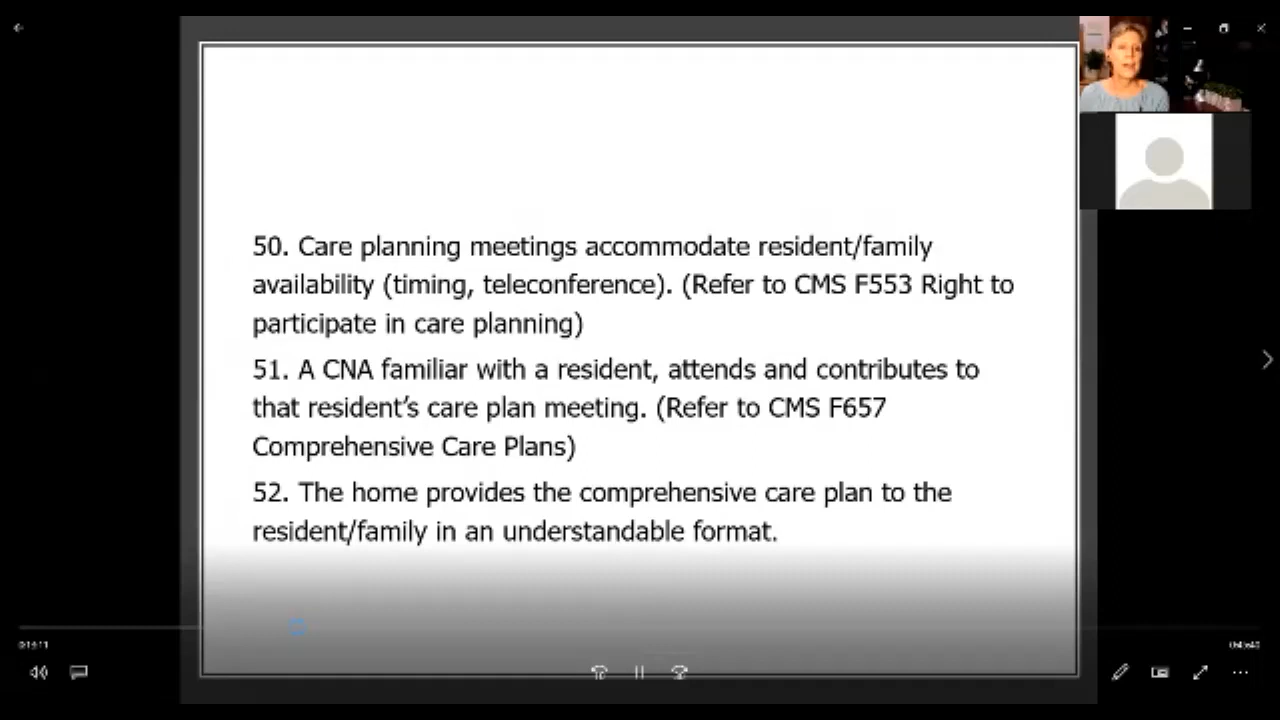 50. Care planning meetings accommodate resident/family
availability (timing, teleconference). (Refer to CMS F553 Right to
participate in care planning)
51. A CNA familiar with a resident, attends and contributes to
that resident's care plan meeting. (Refer to CMS F657
Comprehensive Care Plans)
52. The home provides the comprehensive care plan to the
resident/family in an understandable format.